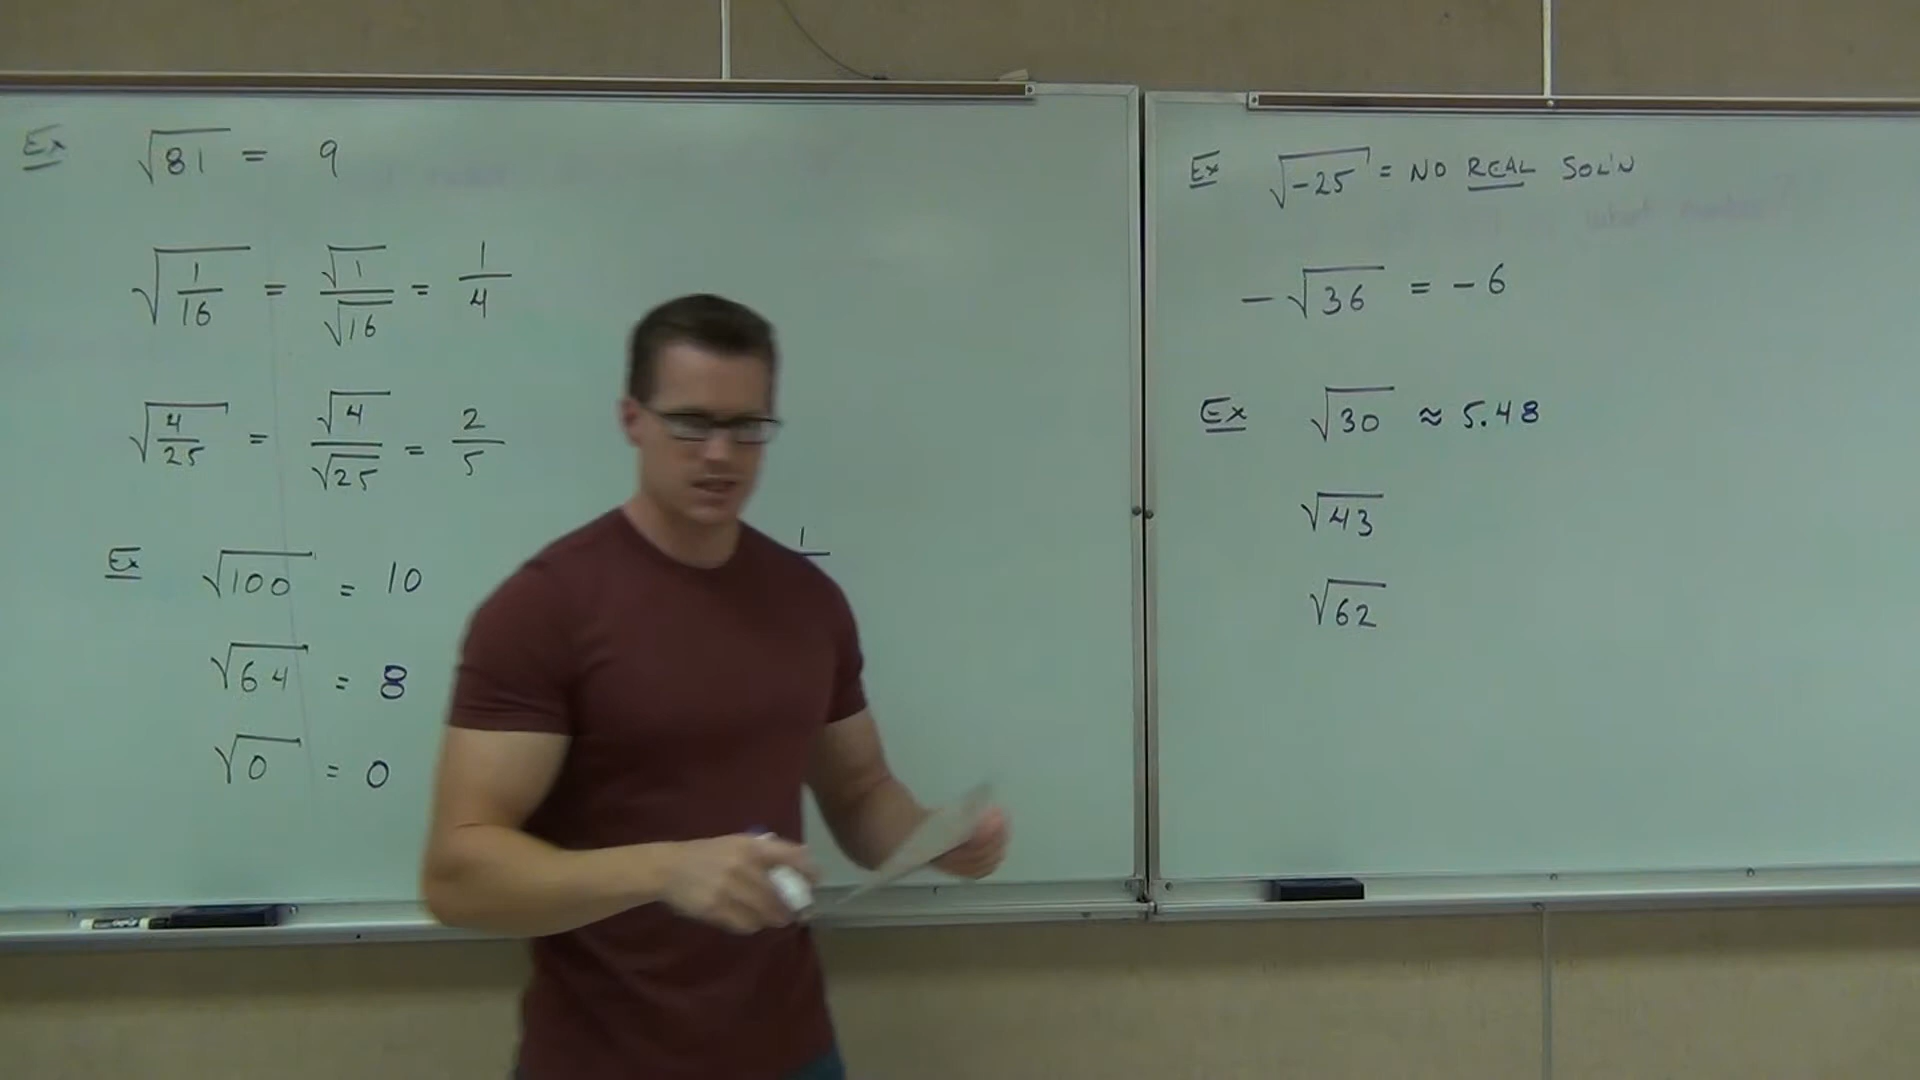 Ex √81 = 9
√(1/16) = √1/√16 = 1/4
√(4/25) = √4/√25 = 2/5
Ex √100 = 10
√64 = 8
√0 = 0
1
Ex √-25 = NO REAL SOL'N
-√36 = -6
Ex √30 ≈ 5.48
√43
√62